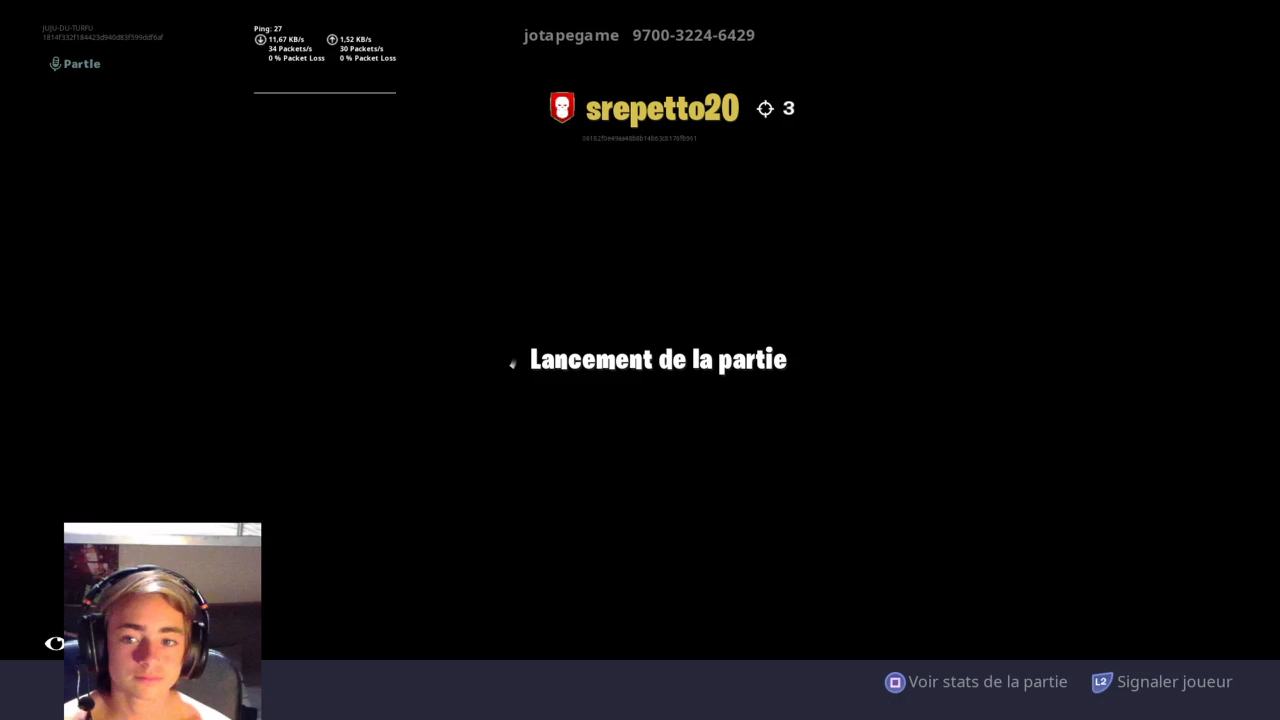 JUJU-DU-TURFU
1814f332f184423d940d83f599ddf6af
Partie
Ping: 27
11,67 KB/s 1,52 KB/s
34 Packets/s 30 Packets/s
0 % Packet Loss 0 % Packet Loss
jotapegame 9700-3224-6429
srepetto20 3
Lancement de la partie
Voir stats de la partie L2 Signaler joueur